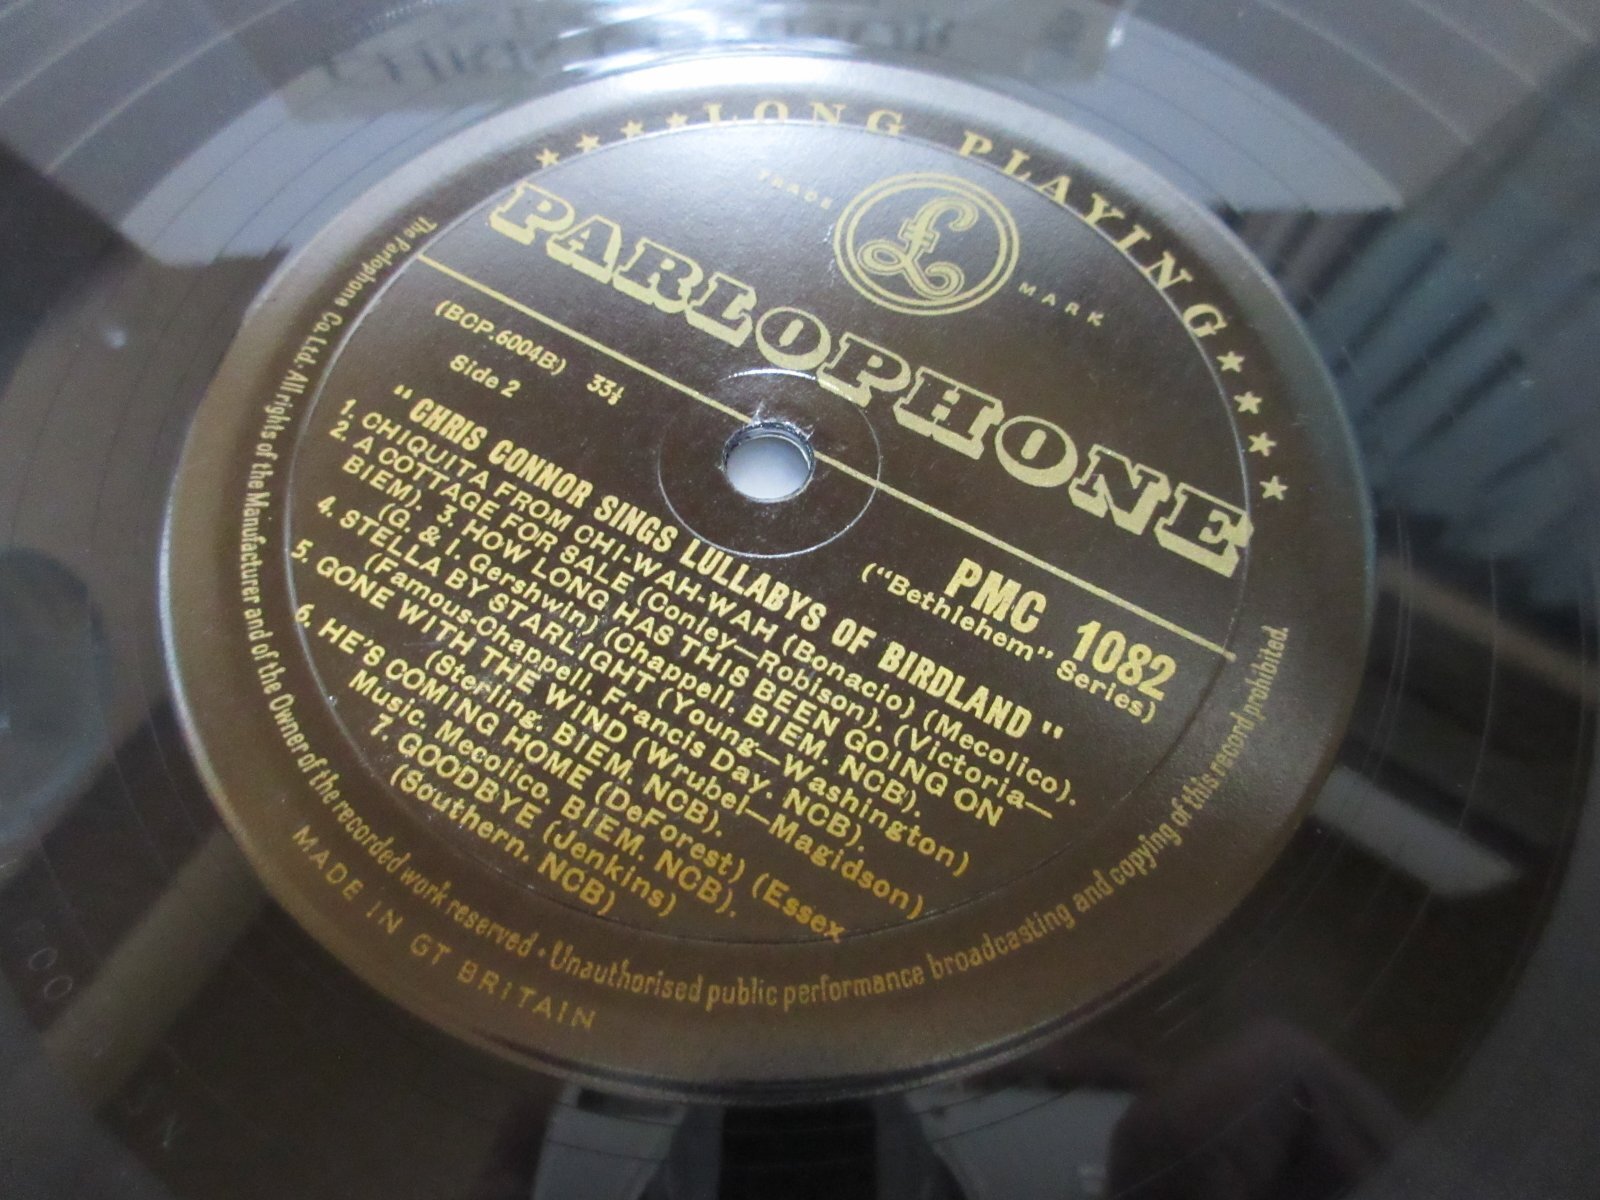 ★★★★LONG PLAYING★★★★
TRADE £ MARK
PARLOPHONE
(BCP.6004B) 33⅓
Side 2
PMC 1082
("Bethlehem" Series)
"CHRIS CONNOR SINGS LULLABYS OF BIRDLAND"
1. CHIQUITA FROM CHI-WAH-WAH (Bonacio) (Mecolico).
2. A COTTAGE FOR SALE (Conley—Robison). (Victoria—
BIEM). 3. HOW LONG HAS THIS BEEN GOING ON
(G. & I. Gershwin) (Chappell, BIEM. NCB).
4. STELLA BY STARLIGHT (Young—Washington)
(Famous-Chappell. Francis Day. NCB).
5. GONE WITH THE WIND (Wrubel—Magidson)
(Sterling. BIEM. NCB).
6. HE'S COMING HOME (DeForest) (Essex
Music. Mecolico. BIEM. NCB).
7. GOODBYE (Jenkins)
(Southern. NCB)
The Parlophone Co. Ltd. All rights of the Manufacturer and of the Owner of the recorded work reserved · Unauthorised public performance broadcasting and copying of this record prohibited.
MADE IN GT BRITAIN